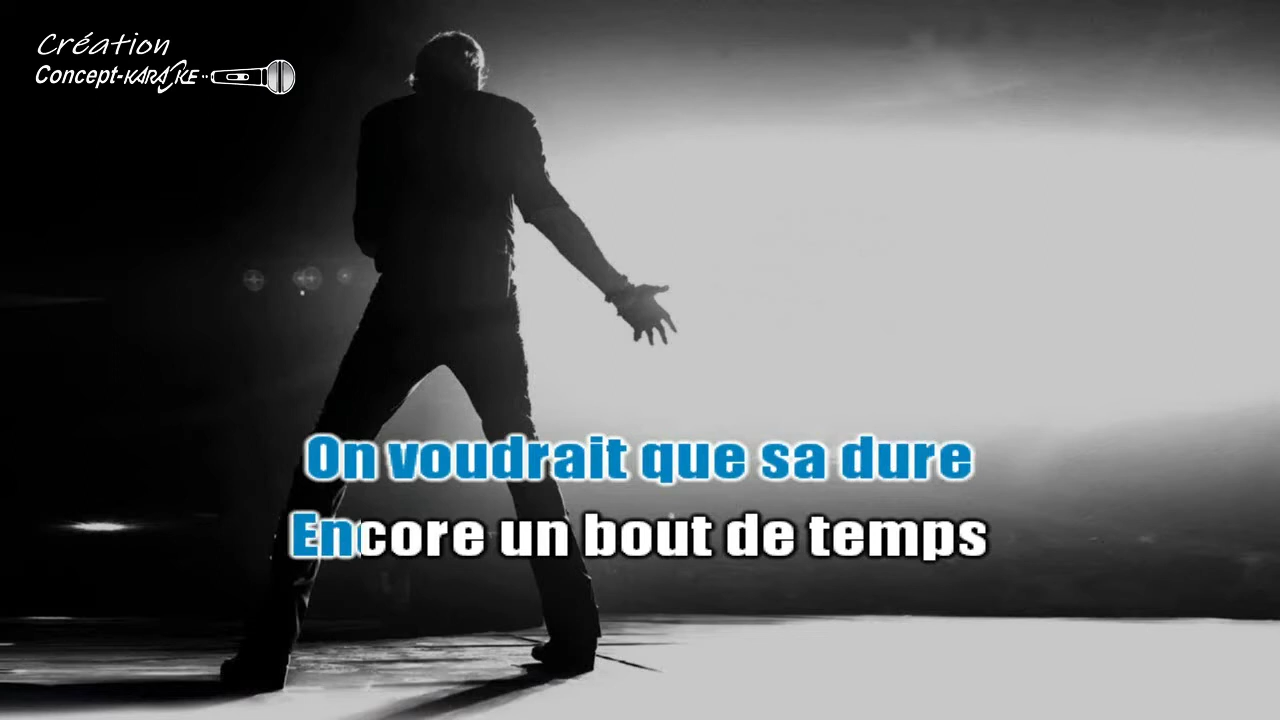 Création
Concept-KARAOKE
On voudrait que sa dure
Encore un bout de temps